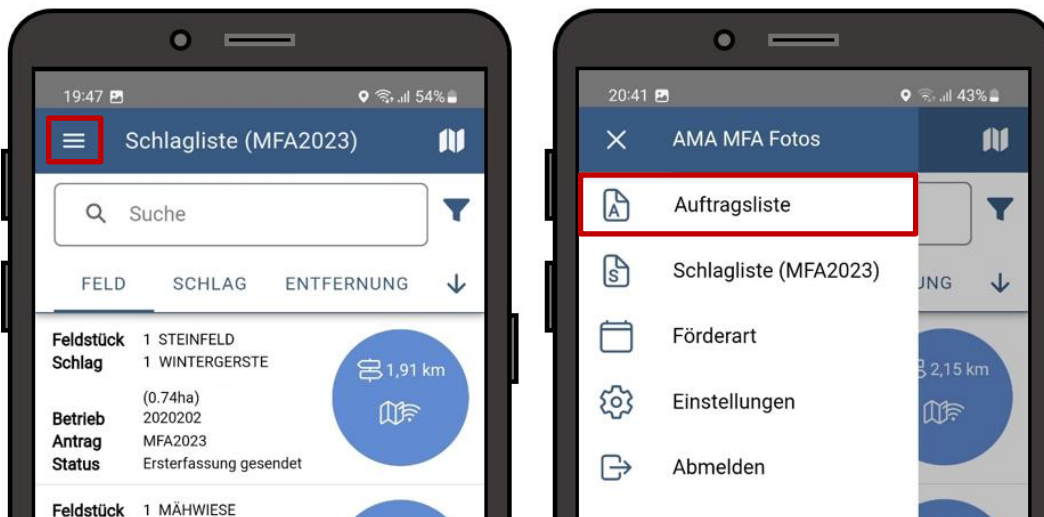 19:47 54%
Schlagliste (MFA2023)
Suche
FELD SCHLAG ENTFERNUNG
Feldstück 1 STEINFELD
Schlag 1 WINTERGERSTE
1,91 km
(0.74ha)
Betrieb 2020202
Antrag MFA2023
Status Ersterfassung gesendet
Feldstück 1 MÄHWIESE
20:41 43%
AMA MFA Fotos
A Auftragsliste
S Schlagliste (MFA2023)
JNG
Förderart
2,15 km
Einstellungen
Abmelden